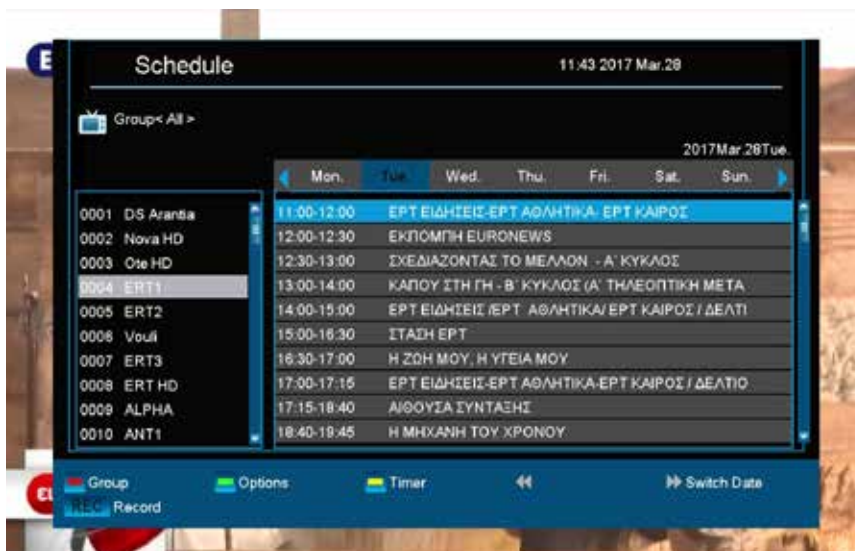 Schedule
11:43 2017 Mar.28
Group< All >
2017Mar.28Tue.
Mon. Tue. Wed. Thu. Fri. Sat. Sun.
0001 DS Arantia
0002 Nova HD
0003 Ote HD
0004 ERT1
0005 ERT2
0006 Vouli
0007 ERT3
0008 ERT HD
0009 ALPHA
0010 ANT1
11:00-12:00 ΕΡΤ ΕΙΔΗΣΕΙΣ-ΕΡΤ ΑΘΛΗΤΙΚΑ- ΕΡΤ ΚΑΙΡΟΣ
12:00-12:30 ΕΚΠΟΜΠΗ EURONEWS
12:30-13:00 ΣΧΕΔΙΑΖΟΝΤΑΣ ΤΟ ΜΕΛΛΟΝ - Α΄ ΚΥΚΛΟΣ
13:00-14:00 ΚΑΠΟΥ ΣΤΗ ΓΗ - Β΄ ΚΥΚΛΟΣ (Α΄ ΤΗΛΕΟΠΤΙΚΗ ΜΕΤΑ
14:00-15:00 ΕΡΤ ΕΙΔΗΣΕΙΣ /ΕΡΤ ΑΘΛΗΤΙΚΑ/ ΕΡΤ ΚΑΙΡΟΣ / ΔΕΛΤΙ
15:00-16:30 ΣΤΑΣΗ ΕΡΤ
16:30-17:00 Η ΖΩΗ ΜΟΥ, Η ΥΓΕΙΑ ΜΟΥ
17:00-17:15 ΕΡΤ ΕΙΔΗΣΕΙΣ-ΕΡΤ ΑΘΛΗΤΙΚΑ-ΕΡΤ ΚΑΙΡΟΣ / ΔΕΛΤΙΟ
17:15-18:40 ΑΙΘΟΥΣΑ ΣΥΝΤΑΞΗΣ
18:40-19:45 Η ΜΗΧΑΝΗ ΤΟΥ ΧΡΟΝΟΥ
Group Options Timer Switch Date
REC Record